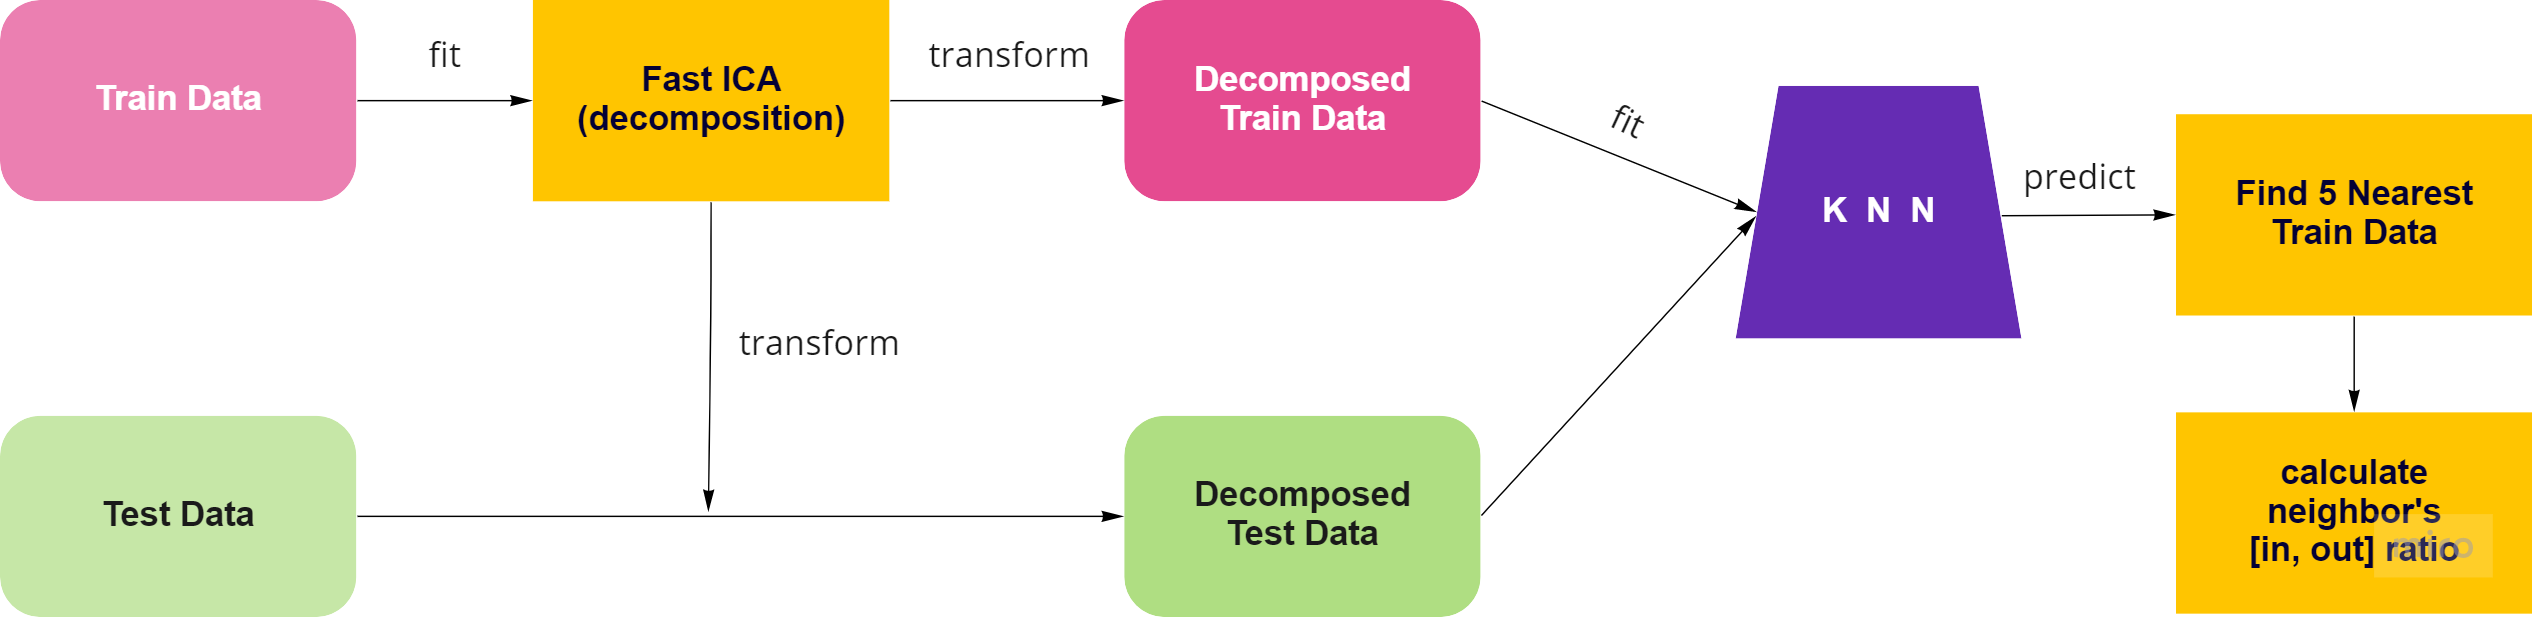 Train Data
fit
Fast ICA
(decomposition)
transform
Decomposed
Train Data
fit
K N N
predict
Find 5 Nearest
Train Data
transform
Test Data
Decomposed
Test Data
calculate
neighbor's
[in, out] ratio
miro